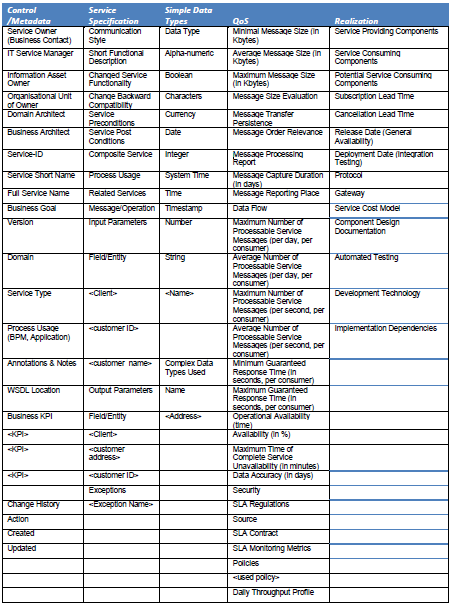 Control /Metadata | Service Specification | Simple Data Types | QoS | Realization
Service Owner (Business Contact) | Communication Style | Data Type | Minimal Message Size (in Kbytes) | Service Providing Components
IT Service Manager | Short Functional Description | Alpha-numeric | Average Message Size (in Kbytes) | Service Consuming Components
Information Asset Owner | Changed Service Functionality | Boolean | Maximum Message Size (in Kbytes) | Potential Service Consuming Components
Organisational Unit of Owner | Change Backward Compatibility | Characters | Message Size Evaluation | Subscription Lead Time
Domain Architect | Service Preconditions | Currency | Message Transfer Persistence | Cancellation Lead Time
Business Architect | Service Post Conditions | Date | Message Order Relevance | Release Date (General Availability)
Service-ID | Composite Service | Integer | Message Processing Report | Deployment Date (Integration Testing)
Service Short Name | Process Usage | System Time | Message Capture Duration (in days) | Protocol
Full Service Name | Related Services | Time | Message Reporting Place | Gateway
Business Goal | Message/Operation | Timestamp | Data Flow | Service Cost Model
Version | Input Parameters | Number | Maximum Number of Processable Service Messages (per day, per consumer) | Component Design Documentation
Domain | Field/Entity | String | Average Number of Processable Service Messages (per day, per consumer) | Automated Testing
Service Type | <Client> | <Name> | Maximum Number of Processable Service Messages (per second, per consumer) | Development Technology
Process Usage (BPM, Application) | <customer ID> | Average Number of Processable Service Messages (per second, per consumer) | Implementation Dependencies
Annotations & Notes | <customer name> | Complex Data Types Used | Minimum Guaranteed Response Time (in seconds, per consumer)
WSDL Location | Output Parameters | Name | Maximum Guaranteed Response Time (in seconds, per consumer)
Business KPI | Field/Entity | <Address> | Operational Availability (time)
<KPI> | <Client> | Availability (in %)
<KPI> | <customer address> | Maximum Time of Complete Service Unavailability (in minutes)
<KPI> | <customer ID> | Data Accuracy (in days)
Exceptions | Security
Change History | <Exception Name> | SLA Regulations
Action | Source
Created | SLA Contract
Updated | SLA Monitoring Metrics
Policies
<used policy>
Daily Throughput Profile